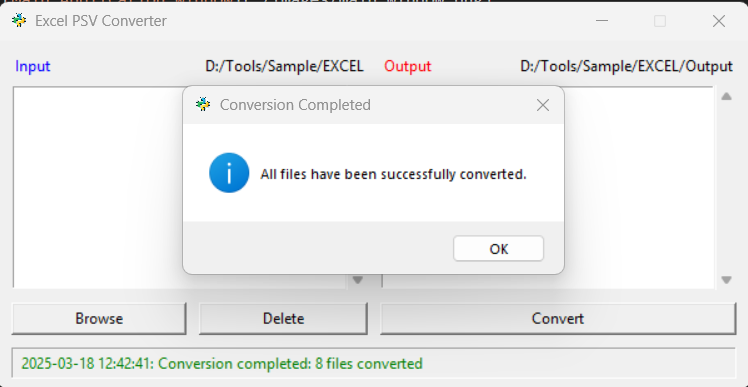 Excel PSV Converter
Input D:/Tools/Sample/EXCEL Output D:/Tools/Sample/EXCEL/Output
Conversion Completed
All files have been successfully converted.
OK
Browse Delete Convert
2025-03-18 12:42:41: Conversion completed: 8 files converted